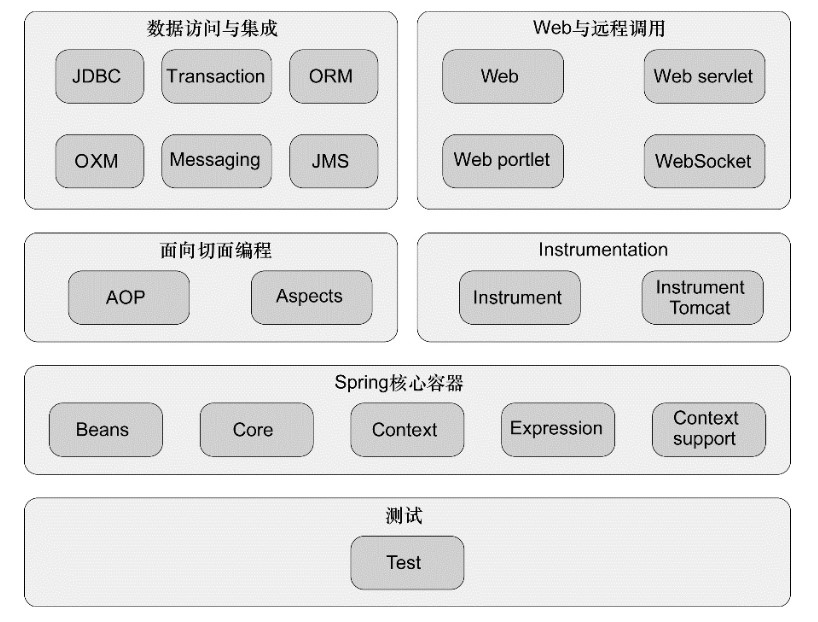 数据访问与集成
JDBC
Transaction
ORM
OXM
Messaging
JMS
Web与远程调用
Web
Web servlet
Web portlet
WebSocket
面向切面编程
AOP
Aspects
Instrumentation
Instrument
Instrument
Tomcat
Spring核心容器
Beans
Core
Context
Expression
Context
support
测试
Test